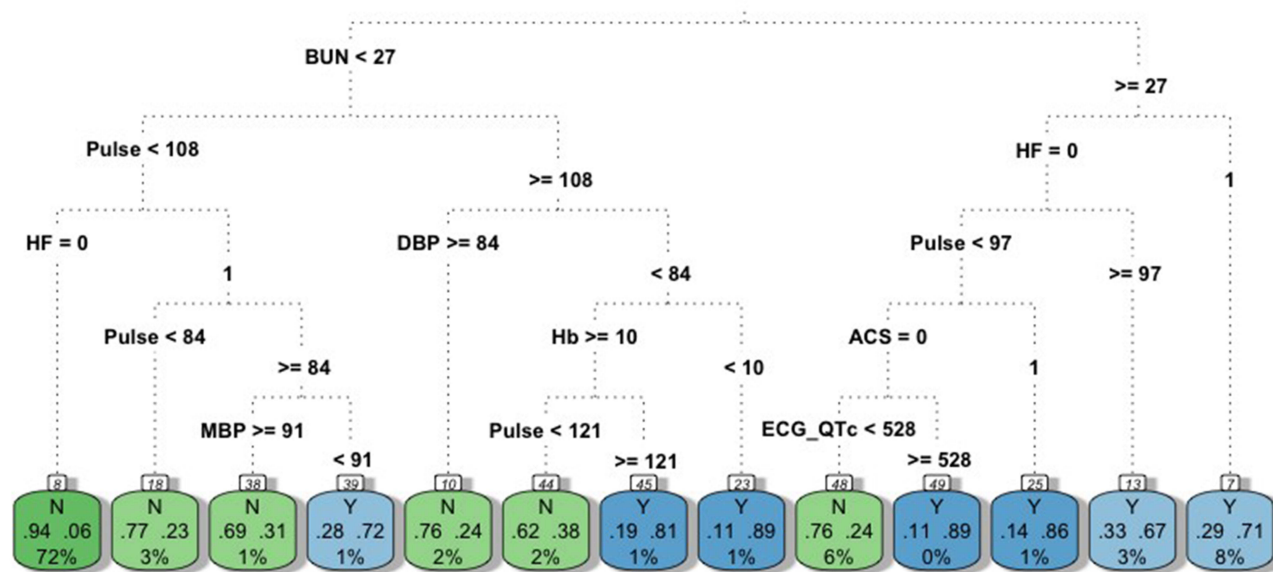 BUN < 27
>= 27
Pulse < 108
HF = 0
>= 108
1
HF = 0
DBP >= 84
Pulse < 97
1
< 84
>= 97
Pulse < 84
Hb >= 10
ACS = 0
>= 84
< 10
1
MBP >= 91
Pulse < 121
ECG_QTc < 528
< 91
>= 121
>= 528
8 18 38 39 10 44 45 23 48 49 25 13 7
N N N Y N N Y Y N Y Y Y Y
.94 .06 .77 .23 .69 .31 .28 .72 .76 .24 .62 .38 .19 .81 .11 .89 .76 .24 .11 .89 .14 .86 .33 .67 .29 .71
72% 3% 1% 1% 2% 2% 1% 1% 6% 0% 1% 3% 8%